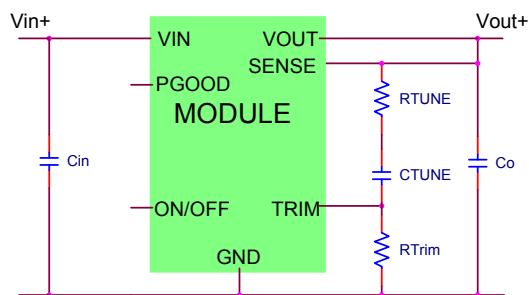 Vin+
Vout+
VIN
VOUT
SENSE
PGOOD
MODULE
RTUNE
Cin
CTUNE
Co
ON/OFF
TRIM
RTrim
GND